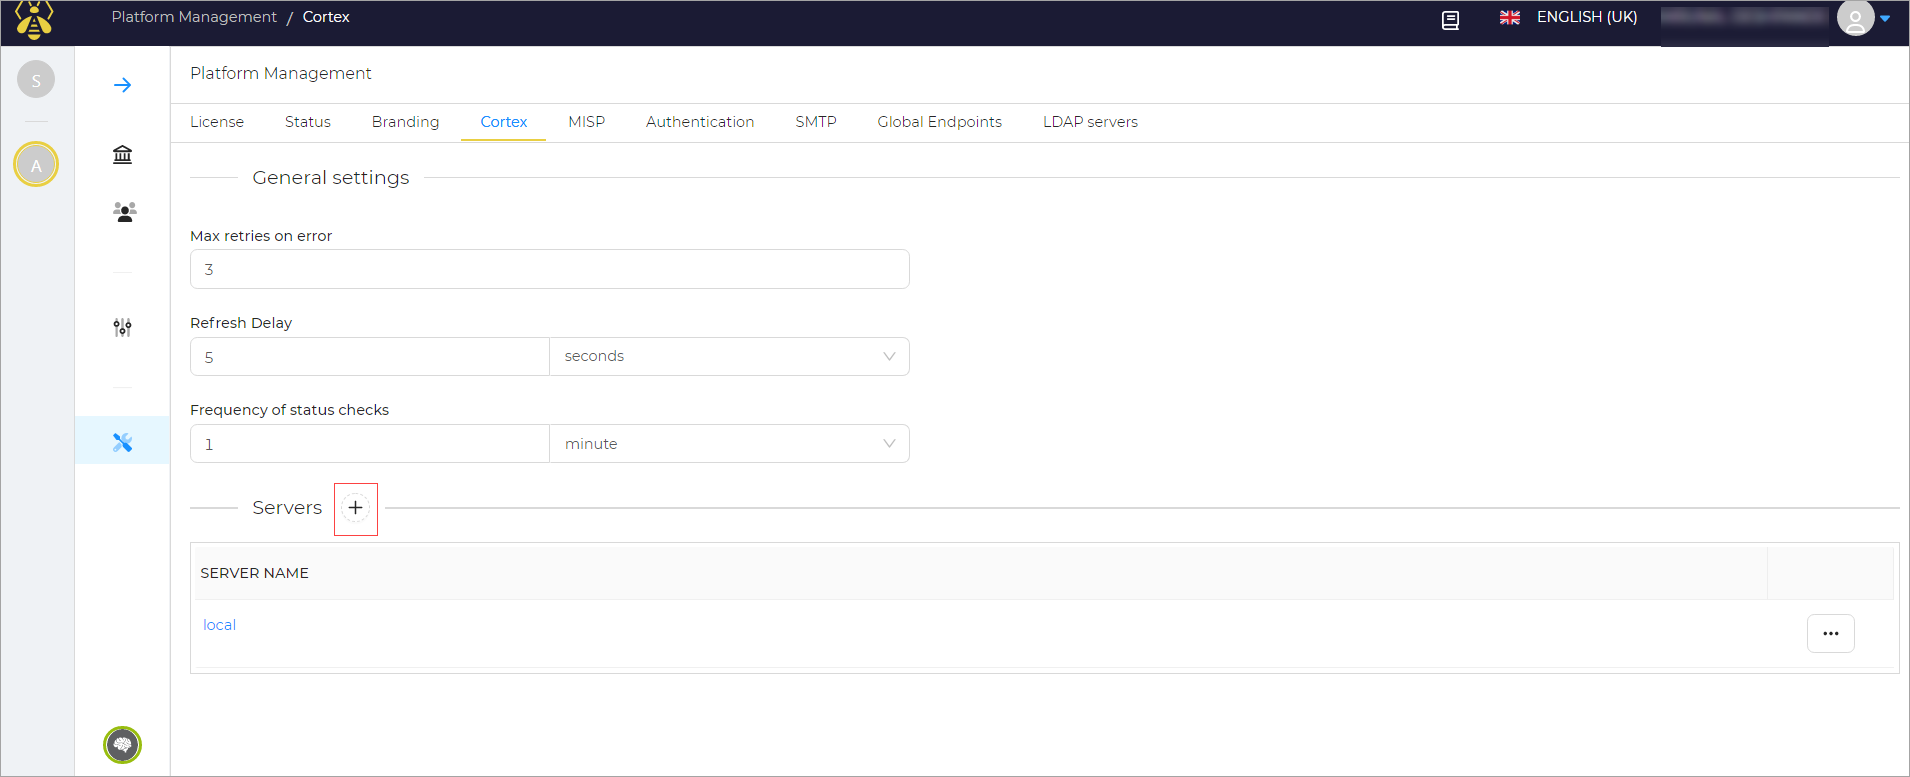 Platform Management / Cortex
ENGLISH (UK)
S
A
Platform Management
License Status Branding Cortex MISP Authentication SMTP Global Endpoints LDAP servers
General settings
Max retries on error
3
Refresh Delay
5 seconds
Frequency of status checks
1 minute
Servers
SERVER NAME
local